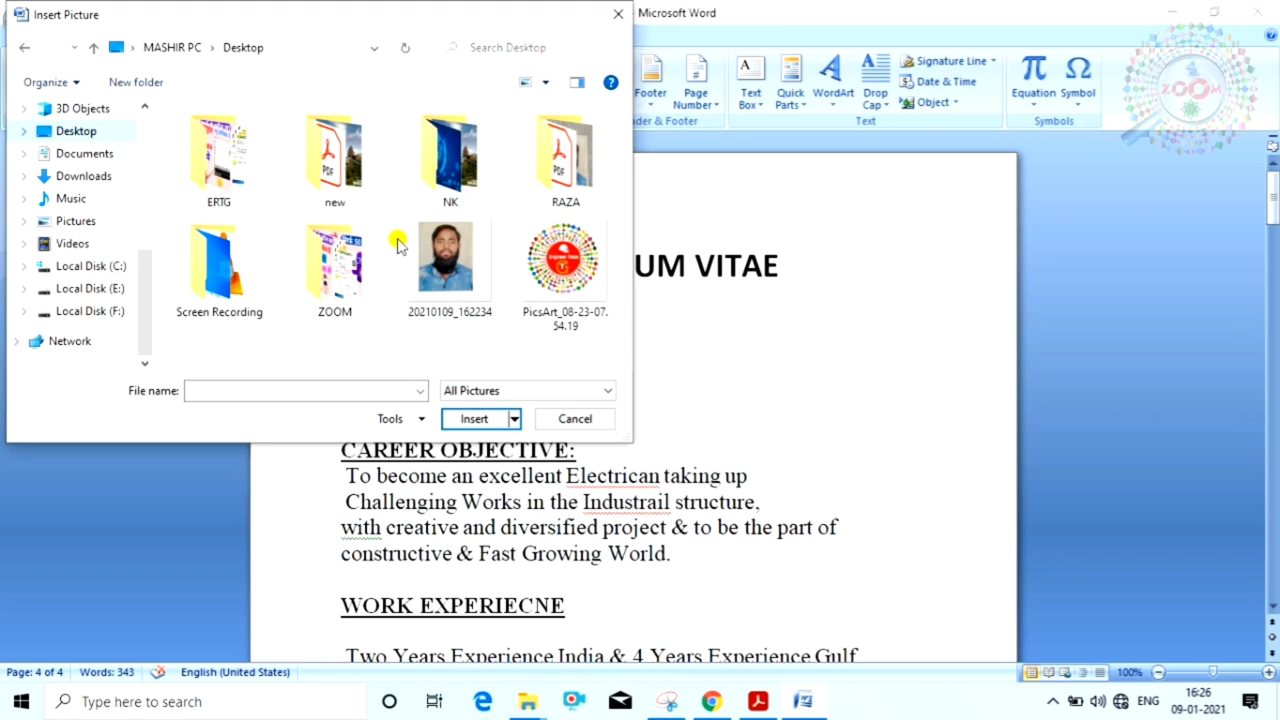 Insert Picture
- Microsoft Word
MASHIR PC
Desktop
Search Desktop
Organize
New folder
3D Objects
Desktop
Documents
Downloads
Music
Pictures
Videos
Local Disk (C:)
Local Disk (E:)
Local Disk (F:)
Network
PDF
PDF
ERTG
new
NK
RAZA
Screen Recording
ZOOM
20210109_162234
PicsArt_08-23-07.
54.19
File name:
All Pictures
Tools
Insert
Cancel
Footer
Page
Number
Text
Box
Quick
Parts
WordArt
Drop
Cap
Signature Line
Date & Time
Object
Equation
Symbol
der & Footer
Text
Symbols
ZOOM
UM VITAE
CAREER OBJECTIVE:
To become an excellent Electrican taking up
Challenging Works in the Industrail structure,
with creative and diversified project & to be the part of
constructive & Fast Growing World.
WORK EXPERIECNE
Two Years Experience India & 4 Years Experience Gulf
Page: 4 of 4
Words: 343
English (United States)
100%
Type here to search
ENG
16:26
09-01-2021